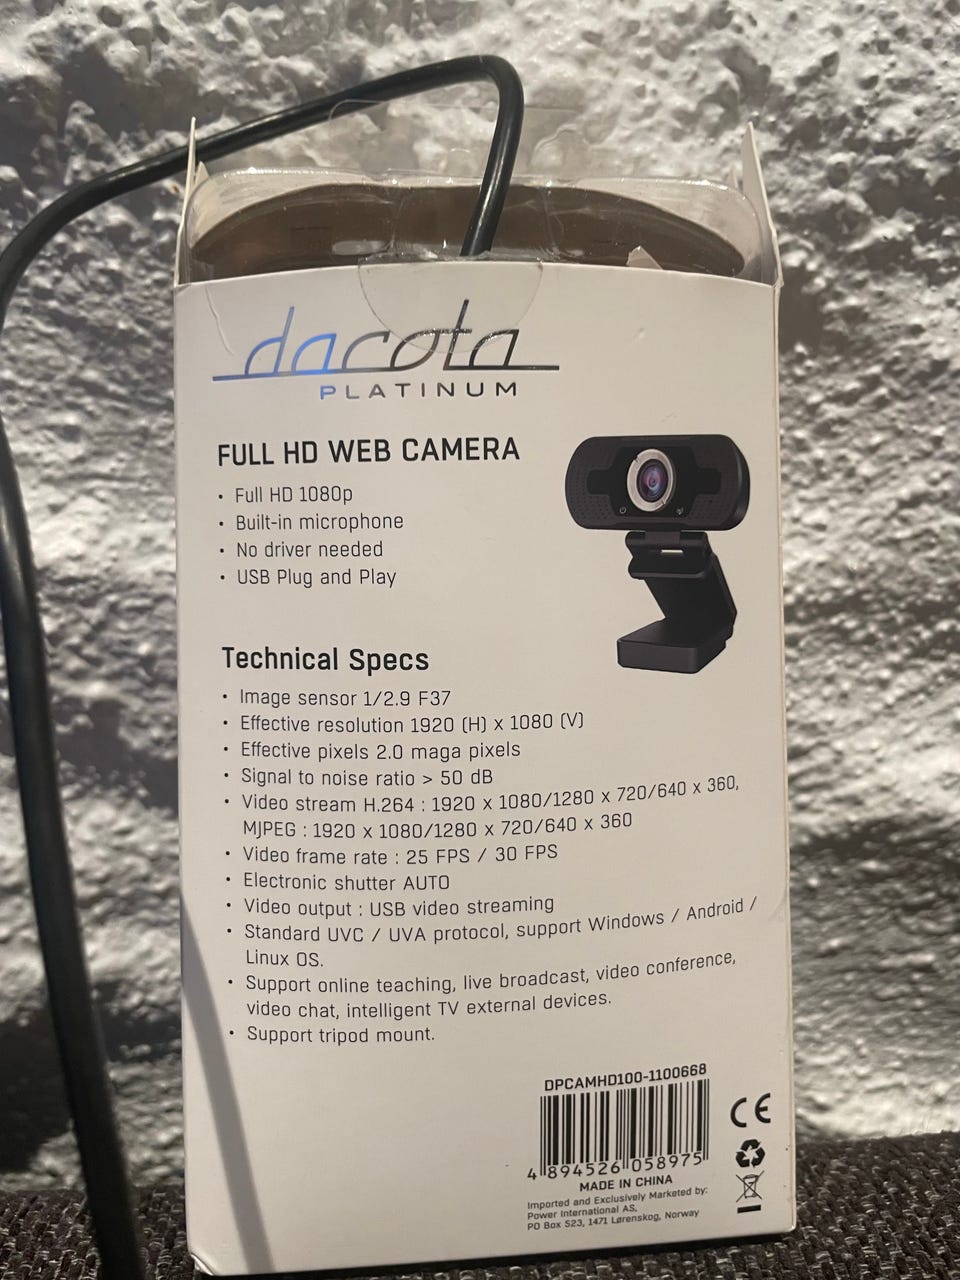 dacota
PLATINUM
FULL HD WEB CAMERA
• Full HD 1080p
• Built-in microphone
• No driver needed
• USB Plug and Play
Technical Specs
• Image sensor 1/2.9 F37
• Effective resolution 1920 (H) x 1080 (V)
• Effective pixels 2.0 maga pixels
• Signal to noise ratio > 50 dB
• Video stream H.264 : 1920 x 1080/1280 x 720/640 x 360,
MJPEG : 1920 x 1080/1280 x 720/640 x 360
• Video frame rate : 25 FPS / 30 FPS
• Electronic shutter AUTO
• Video output : USB video streaming
• Standard UVC / UVA protocol, support Windows / Android /
Linux OS.
• Support online teaching, live broadcast, video conference,
video chat, intelligent TV external devices.
• Support tripod mount.
DPCAMHD100-1100668
4 894526 058975
CE
MADE IN CHINA
Imported and Exclusively Marketed by:
Power International AS,
PO Box 523, 1471 Lørenskog, Norway